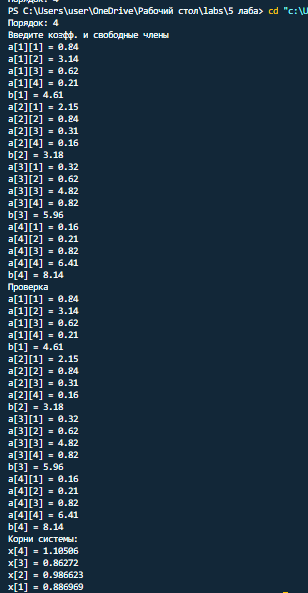 Порядок: 4
PS C:\Users\user\OneDrive\Рабочий стол\labs\5 лаба> cd "c:\U
Порядок: 4
Введите коэфф. и свободные члены
a[1][1] = 0.84
a[1][2] = 3.14
a[1][3] = 0.62
a[1][4] = 0.21
b[1] = 4.61
a[2][1] = 2.15
a[2][2] = 0.84
a[2][3] = 0.31
a[2][4] = 0.16
b[2] = 3.18
a[3][1] = 0.32
a[3][2] = 0.62
a[3][3] = 4.82
a[3][4] = 0.82
b[3] = 5.96
a[4][1] = 0.16
a[4][2] = 0.21
a[4][3] = 0.82
a[4][4] = 6.41
b[4] = 8.14
Проверка
a[1][1] = 0.84
a[1][2] = 3.14
a[1][3] = 0.62
a[1][4] = 0.21
b[1] = 4.61
a[2][1] = 2.15
a[2][2] = 0.84
a[2][3] = 0.31
a[2][4] = 0.16
b[2] = 3.18
a[3][1] = 0.32
a[3][2] = 0.62
a[3][3] = 4.82
a[3][4] = 0.82
b[3] = 5.96
a[4][1] = 0.16
a[4][2] = 0.21
a[4][3] = 0.82
a[4][4] = 6.41
b[4] = 8.14
Корни системы:
x[4] = 1.10506
x[3] = 0.86272
x[2] = 0.986623
x[1] = 0.886969